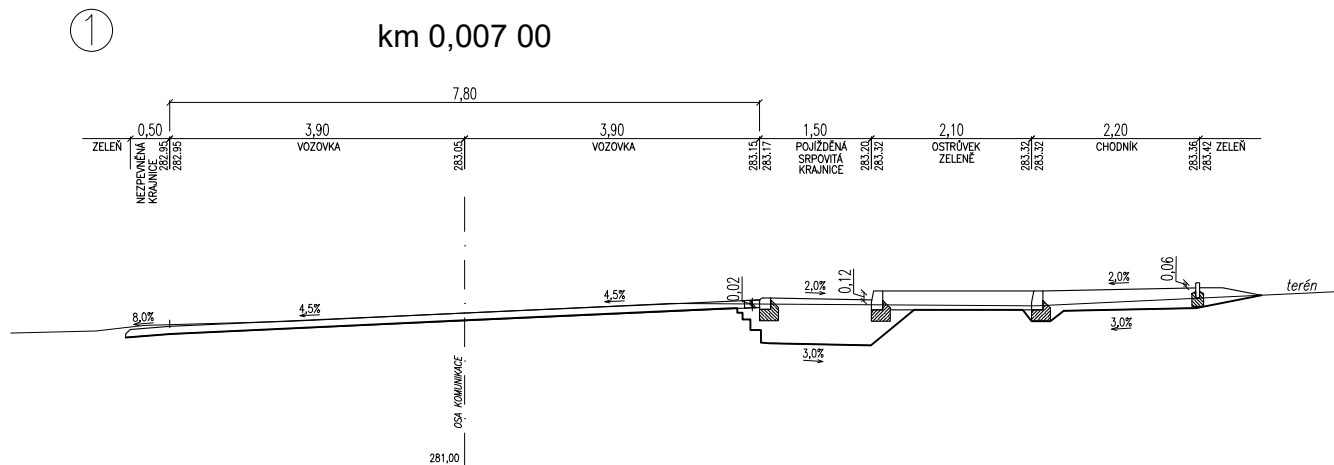 1
km 0,007 00
7,80
0,50
3,90
3,90
1,50
2,10
2,20
ZELEŇ
NEZPEVNĚNÁ
KRAJNICE
282.95
282.95
VOZOVKA
283.05
VOZOVKA
283.15
283.17
POJÍŽDĚNÁ
SRPOVITÁ
KRAJNICE
283.20
283.32
OSTRŮVEK
ZELENĚ
283.32
283.32
CHODNÍK
283.36
283.42
ZELEŇ
8,0%
4,5%
4,5%
0,02
2,0%
0,12
2,0%
0,06
terén
3,0%
3,0%
OSA KOMUNIKACE
281,00